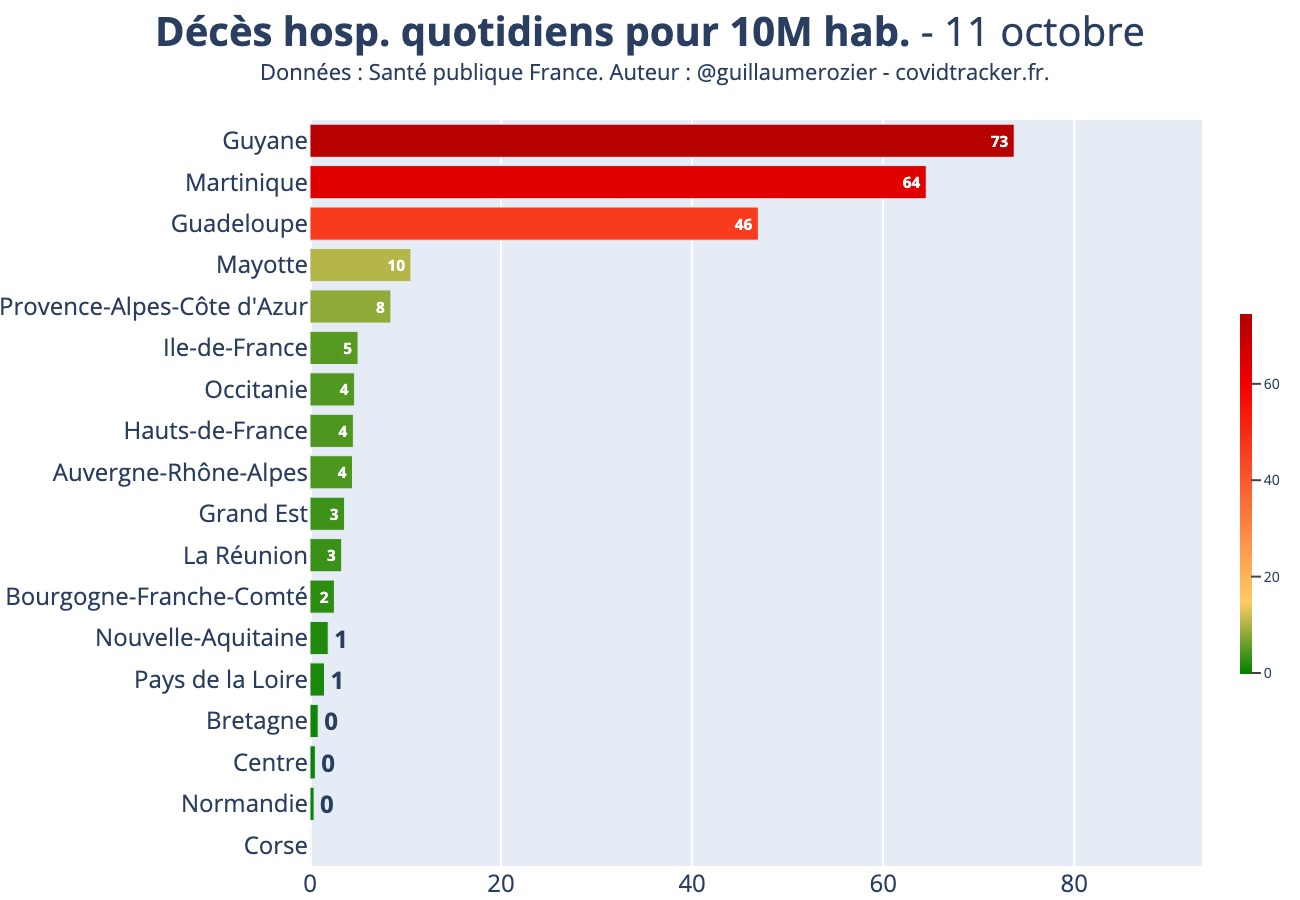 Décès hosp. quotidiens pour 10M hab. - 11 octobre
Données : Santé publique France. Auteur : @guillaumerozier - covidtracker.fr.
Guyane 73
Martinique 64
Guadeloupe 46
Mayotte 10
Provence-Alpes-Côte d'Azur 8
Ile-de-France 5
Occitanie 4
Hauts-de-France 4
Auvergne-Rhône-Alpes 4
Grand Est 3
La Réunion 3
Bourgogne-Franche-Comté 2
Nouvelle-Aquitaine 1
Pays de la Loire 1
Bretagne 0
Centre 0
Normandie 0
Corse
0 20 40 60 80
60
40
20
0